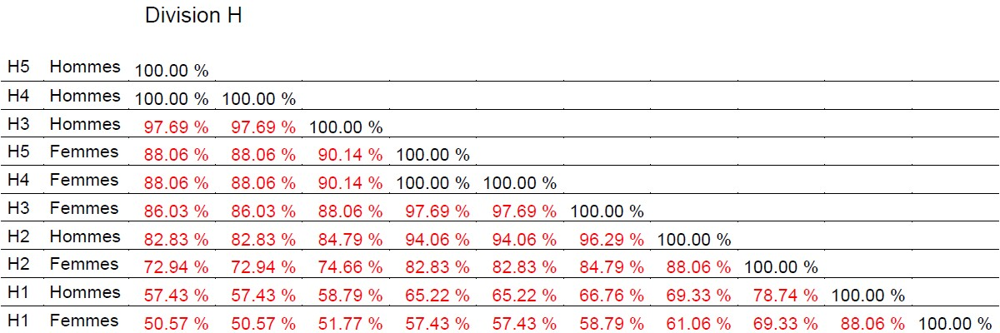 Division H
H5 Hommes 100.00 %
H4 Hommes 100.00 % 100.00 %
H3 Hommes 97.69 % 97.69 % 100.00 %
H5 Femmes 88.06 % 88.06 % 90.14 % 100.00 %
H4 Femmes 88.06 % 88.06 % 90.14 % 100.00 % 100.00 %
H3 Femmes 86.03 % 86.03 % 88.06 % 97.69 % 97.69 % 100.00 %
H2 Hommes 82.83 % 82.83 % 84.79 % 94.06 % 94.06 % 96.29 % 100.00 %
H2 Femmes 72.94 % 72.94 % 74.66 % 82.83 % 82.83 % 84.79 % 88.06 % 100.00 %
H1 Hommes 57.43 % 57.43 % 58.79 % 65.22 % 65.22 % 66.76 % 69.33 % 78.74 % 100.00 %
H1 Femmes 50.57 % 50.57 % 51.77 % 57.43 % 57.43 % 58.79 % 61.06 % 69.33 % 88.06 % 100.00 %